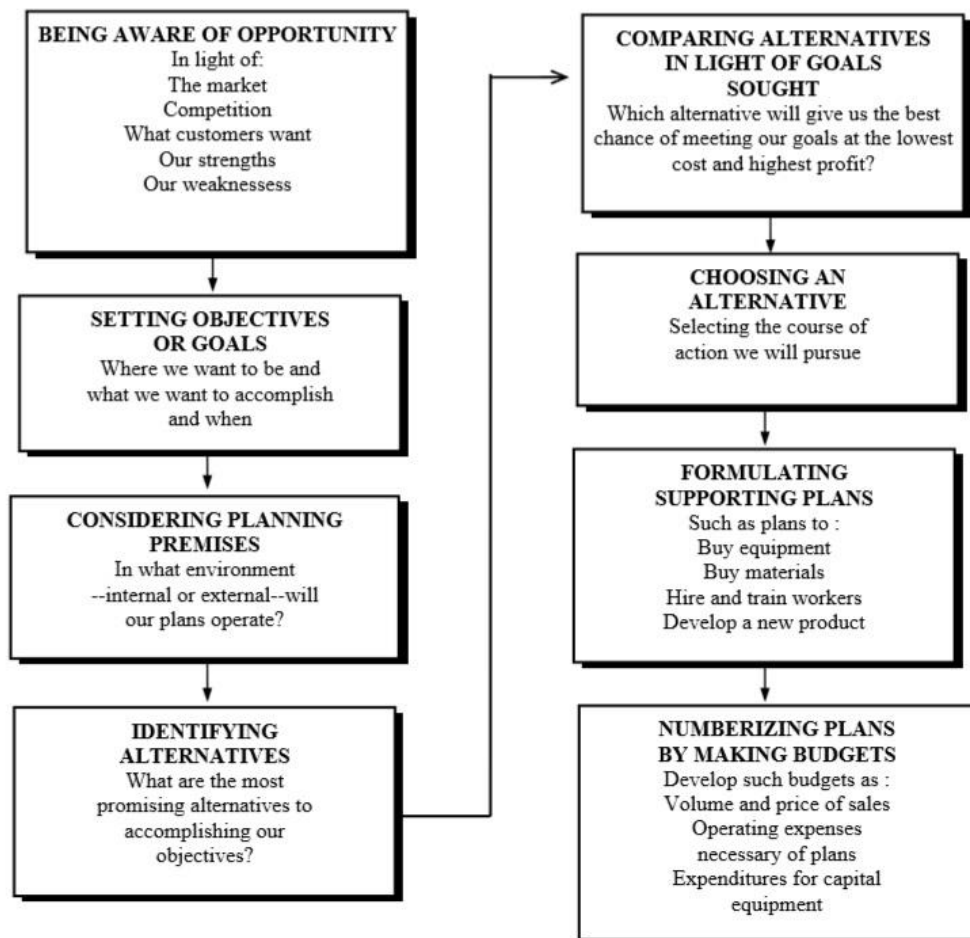 BEING AWARE OF OPPORTUNITY
In light of:
The market
Competition
What customers want
Our strengths
Our weaknessess
SETTING OBJECTIVES
OR GOALS
Where we want to be and
what we want to accomplish
and when
CONSIDERING PLANNING
PREMISES
In what environment
--internal or external--will
our plans operate?
IDENTIFYING
ALTERNATIVES
What are the most
promising alternatives to
accomplishing our
objectives?
COMPARING ALTERNATIVES
IN LIGHT OF GOALS
SOUGHT
Which alternative will give us the best
chance of meeting our goals at the lowest
cost and highest profit?
CHOOSING AN
ALTERNATIVE
Selecting the course of
action we will pursue
FORMULATING
SUPPORTING PLANS
Such as plans to :
Buy equipment
Buy materials
Hire and train workers
Develop a new product
NUMBERIZING PLANS
BY MAKING BUDGETS
Develop such budgets as :
Volume and price of sales
Operating expenses
necessary of plans
Expenditures for capital
equipment